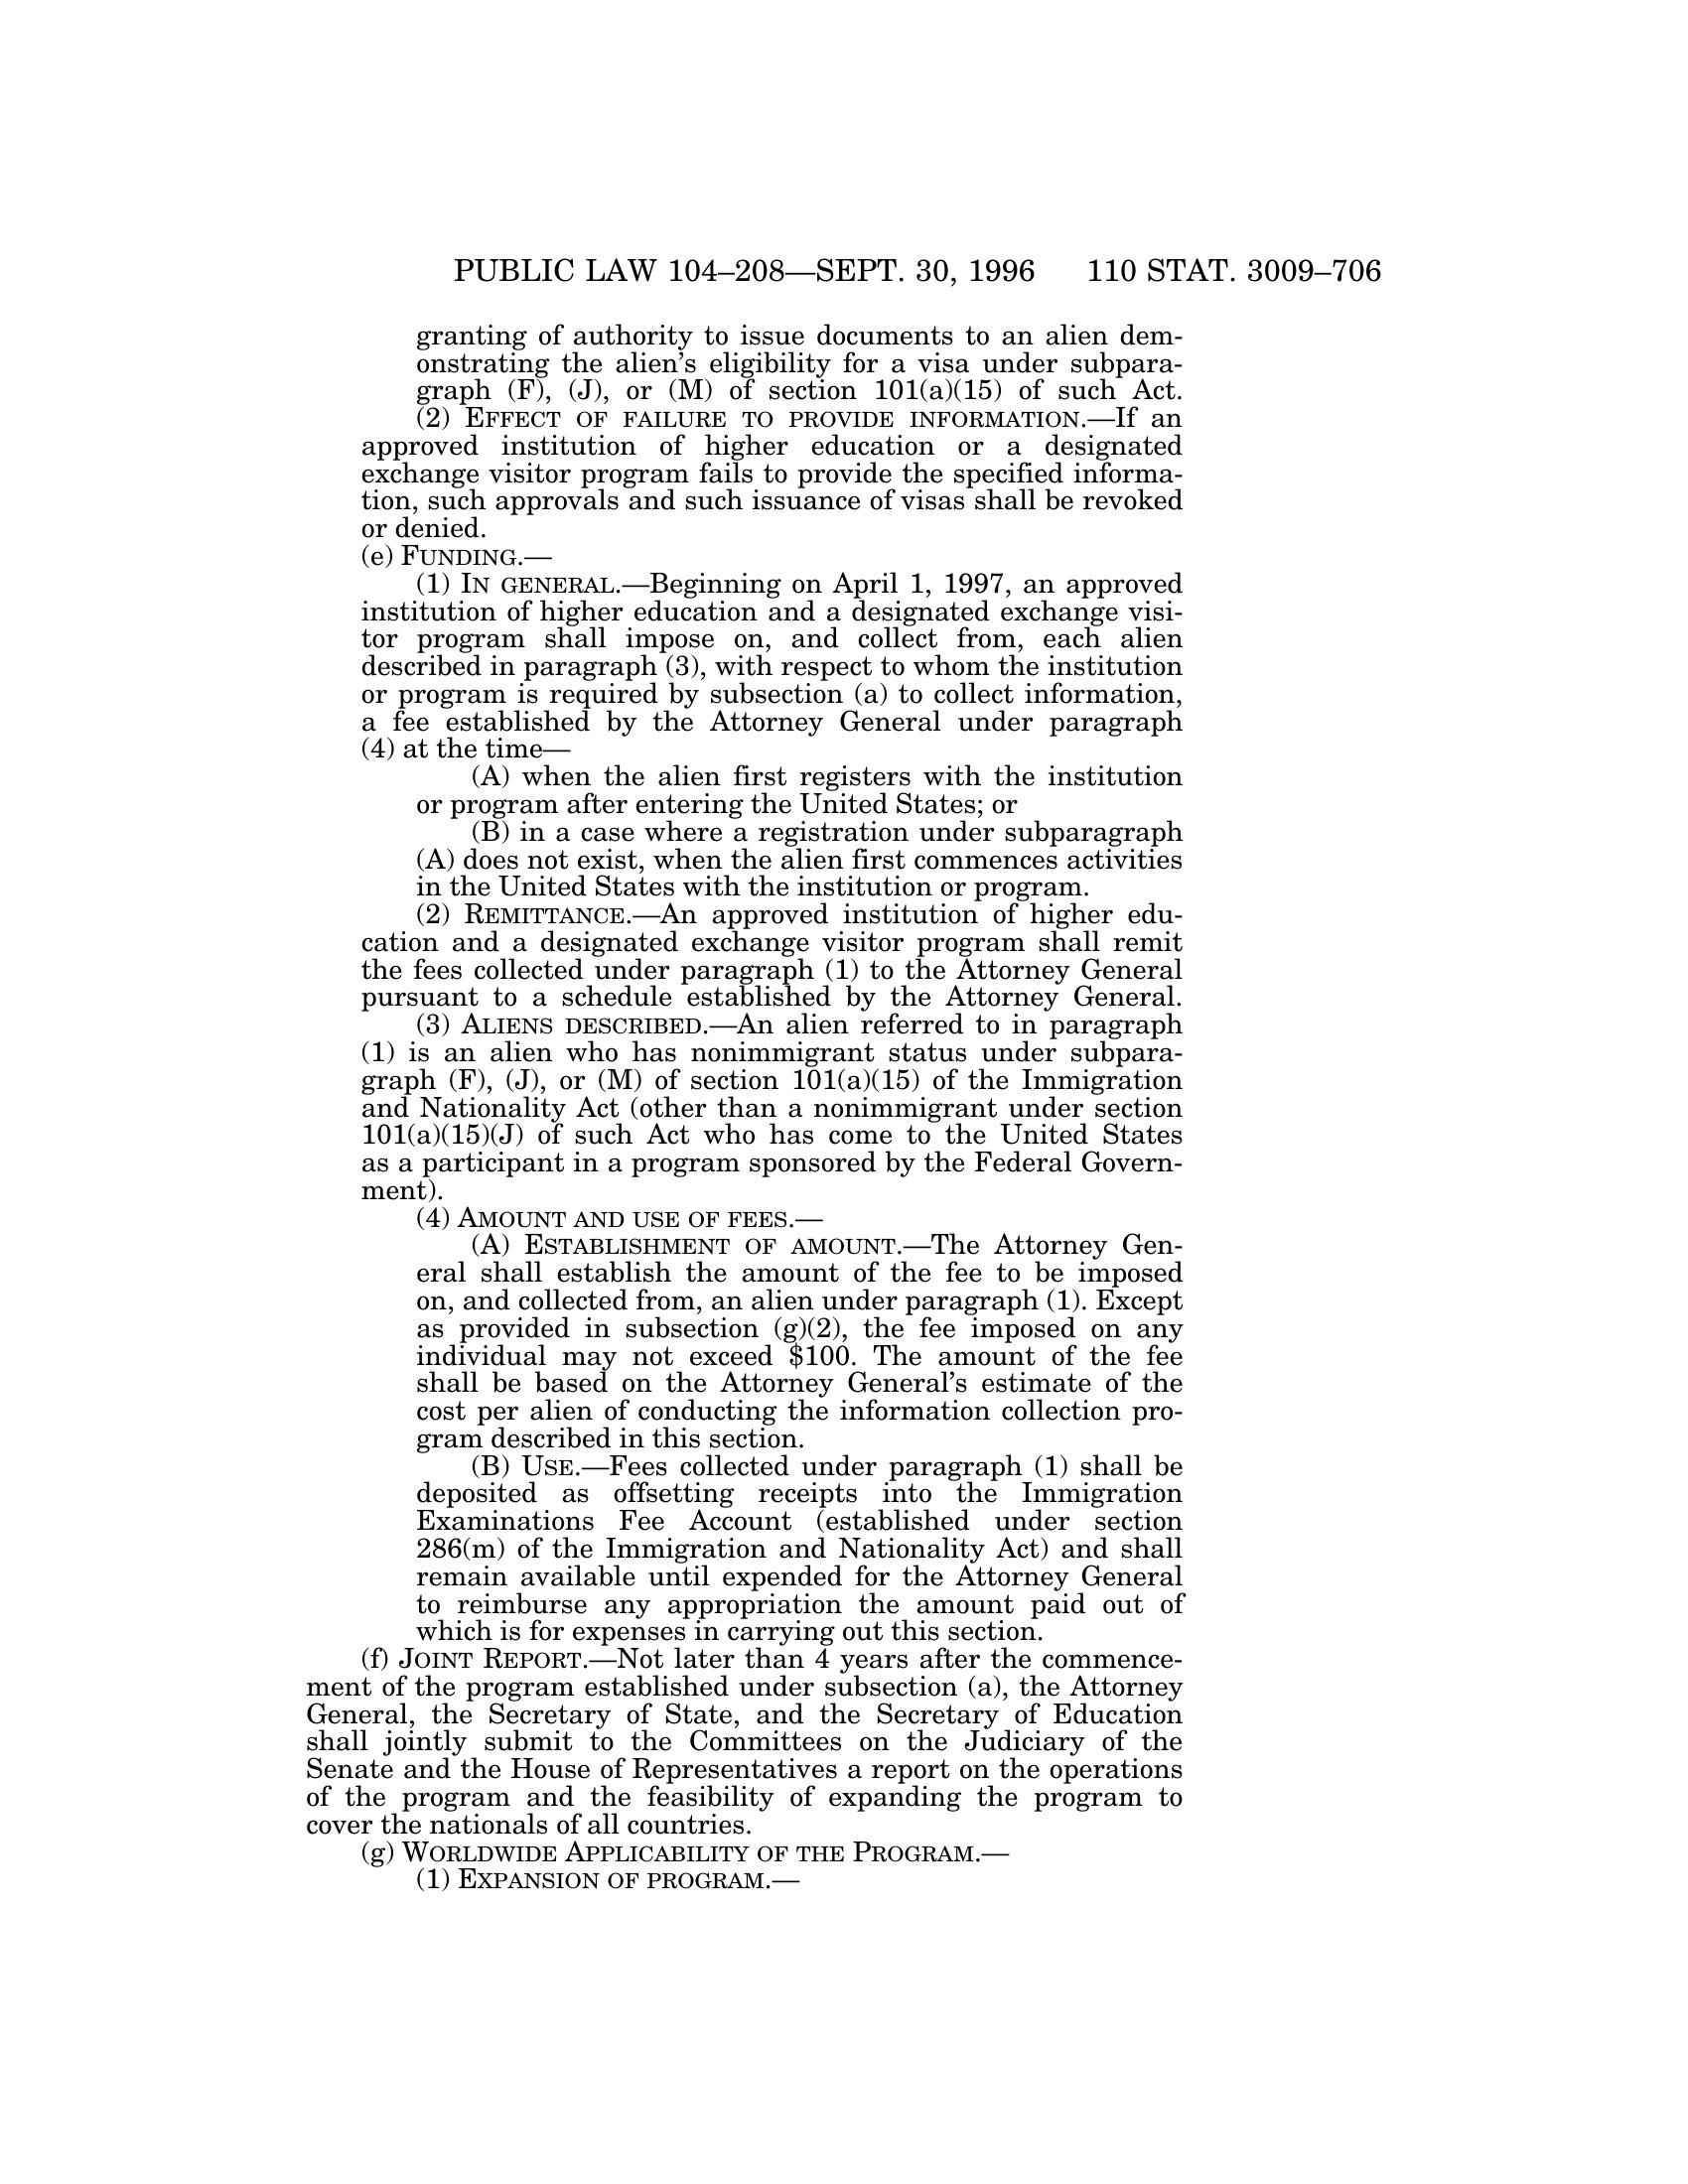 PUBLIC LAW 104–208—SEPT. 30, 1996 110 STAT. 3009–706
granting of authority to issue documents to an alien dem-
onstrating the alien's eligibility for a visa under subpara-
graph (F), (J), or (M) of section 101(a)(15) of such Act.
(2) EFFECT OF FAILURE TO PROVIDE INFORMATION.—If an
approved institution of higher education or a designated
exchange visitor program fails to provide the specified informa-
tion, such approvals and such issuance of visas shall be revoked
or denied.
(e) FUNDING.—
(1) IN GENERAL.—Beginning on April 1, 1997, an approved
institution of higher education and a designated exchange visi-
tor program shall impose on, and collect from, each alien
described in paragraph (3), with respect to whom the institution
or program is required by subsection (a) to collect information,
a fee established by the Attorney General under paragraph
(4) at the time—
(A) when the alien first registers with the institution
or program after entering the United States; or
(B) in a case where a registration under subparagraph
(A) does not exist, when the alien first commences activities
in the United States with the institution or program.
(2) REMITTANCE.—An approved institution of higher edu-
cation and a designated exchange visitor program shall remit
the fees collected under paragraph (1) to the Attorney General
pursuant to a schedule established by the Attorney General.
(3) ALIENS DESCRIBED.—An alien referred to in paragraph
(1) is an alien who has nonimmigrant status under subpara-
graph (F), (J), or (M) of section 101(a)(15) of the Immigration
and Nationality Act (other than a nonimmigrant under section
101(a)(15)(J) of such Act who has come to the United States
as a participant in a program sponsored by the Federal Govern-
ment).
(4) AMOUNT AND USE OF FEES.—
(A) ESTABLISHMENT OF AMOUNT.—The Attorney Gen-
eral shall establish the amount of the fee to be imposed
on, and collected from, an alien under paragraph (1). Except
as provided in subsection (g)(2), the fee imposed on any
individual may not exceed $100. The amount of the fee
shall be based on the Attorney General's estimate of the
cost per alien of conducting the information collection pro-
gram described in this section.
(B) USE.—Fees collected under paragraph (1) shall be
deposited as offsetting receipts into the Immigration
Examinations Fee Account (established under section
286(m) of the Immigration and Nationality Act) and shall
remain available until expended for the Attorney General
to reimburse any appropriation the amount paid out of
which is for expenses in carrying out this section.
(f) JOINT REPORT.—Not later than 4 years after the commence-
ment of the program established under subsection (a), the Attorney
General, the Secretary of State, and the Secretary of Education
shall jointly submit to the Committees on the Judiciary of the
Senate and the House of Representatives a report on the operations
of the program and the feasibility of expanding the program to
cover the nationals of all countries.
(g) WORLDWIDE APPLICABILITY OF THE PROGRAM.—
(1) EXPANSION OF PROGRAM.—